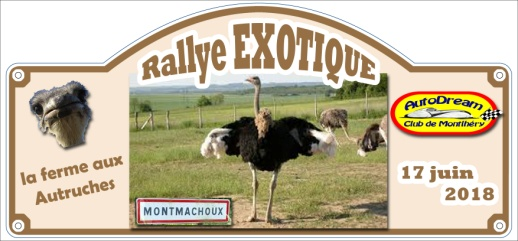 Rallye EXOTIQUE
AutoDream
Club de Montlhéry
la ferme aux
Autruches
17 juin
2018
MONTMACHOUX